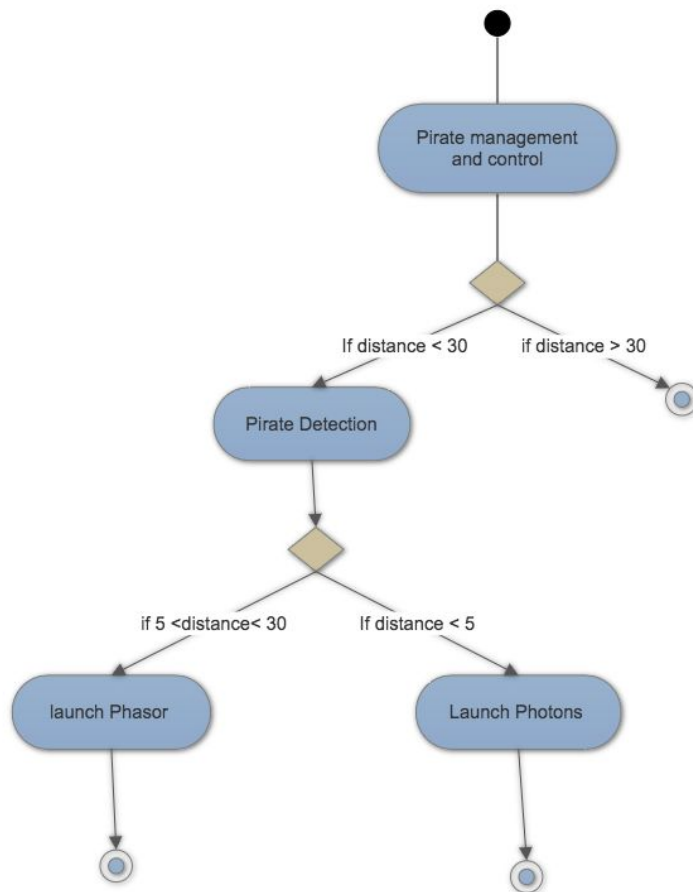 Pirate management
and control
If distance < 30
if distance > 30
Pirate Detection
if 5 <distance< 30
If distance < 5
launch Phasor
Launch Photons